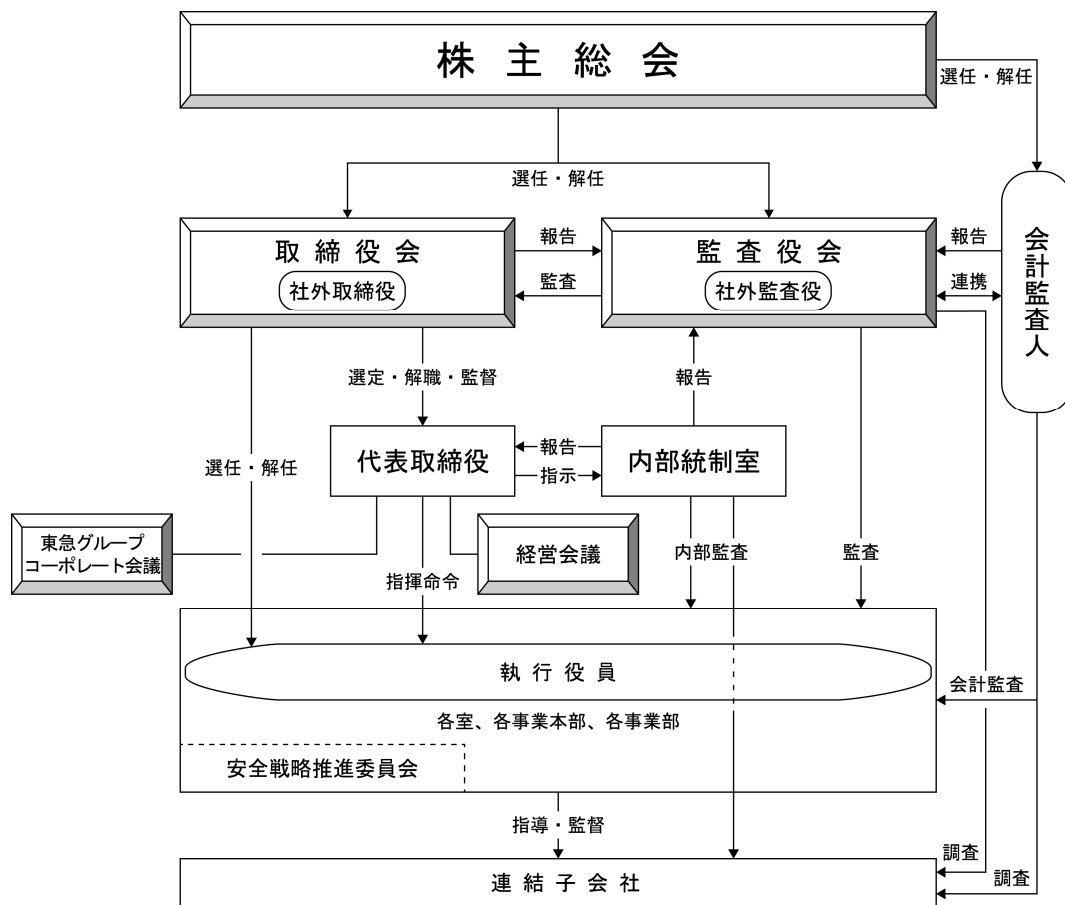 株主総会
選任・解任
選任・解任
取締役会
社外取締役
報告
監査
監査役会
社外監査役
報告
連携
会計監査人
選定・解職・監督
報告
選任・解任
代表取締役
報告
指示
内部統制室
東急グループ
コーポレート会議
経営会議
指揮命令
内部監査
監査
執行役員
会計監査
各室、各事業本部、各事業部
安全戦略推進委員会
指導・監督
調査
調査
連結子会社